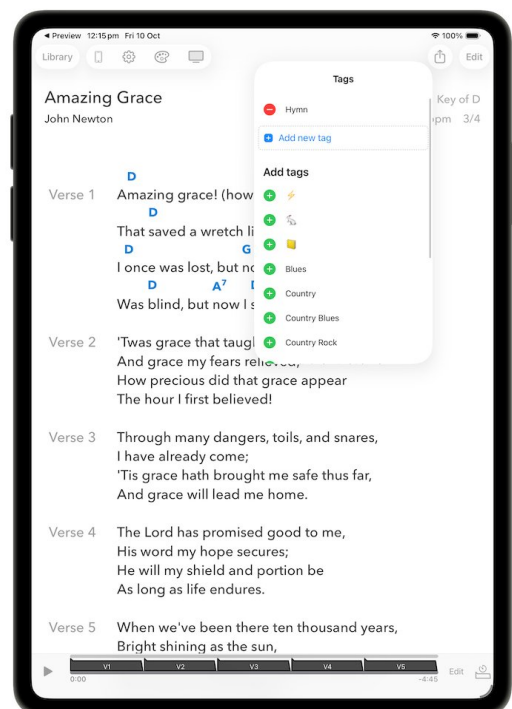 Preview 12:15 pm Fri 10 Oct 100%
Library Edit
Amazing Grace
Key of D
John Newton
pm 3/4
Tags
Hymn
Add new tag
Add tags
Blues
Country
Country Blues
Country Rock
D
Verse 1 Amazing grace! (how
D
That saved a wretch li
D G
I once was lost, but
D A7
Was blind, but now I
Verse 2 'Twas grace that
And grace my fears relieved,
How precious did that grace appear
The hour I first believed!
Verse 3 Through many dangers, toils, and snares,
I have already come;
'Tis grace hath brought me safe thus far,
And grace will lead me home.
Verse 4 The Lord has promised good to me,
His word my hope secures;
He will my shield and portion be
As long as life endures.
Verse 5 When we've been there ten thousand years,
Bright shining as the sun,
V1 V2 V3 V4 V5 Edit
0:00 -4:45